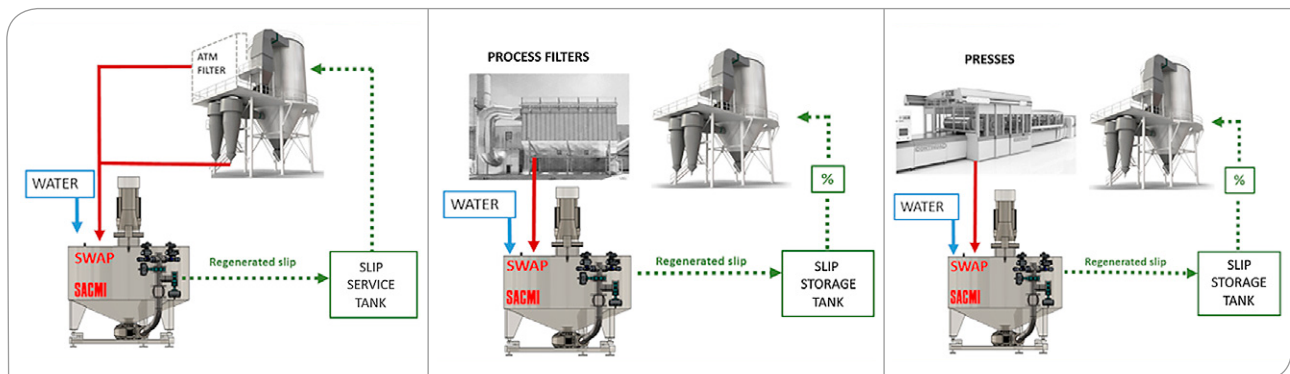 ATM
FILTER
WATER
SWAP
SACMI
Regenerated slip
SLIP
SERVICE
TANK
PROCESS FILTERS
WATER
SWAP
SACMI
Regenerated slip
%
SLIP
STORAGE
TANK
PRESSES
WATER
SWAP
SACMI
Regenerated slip
%
SLIP
STORAGE
TANK